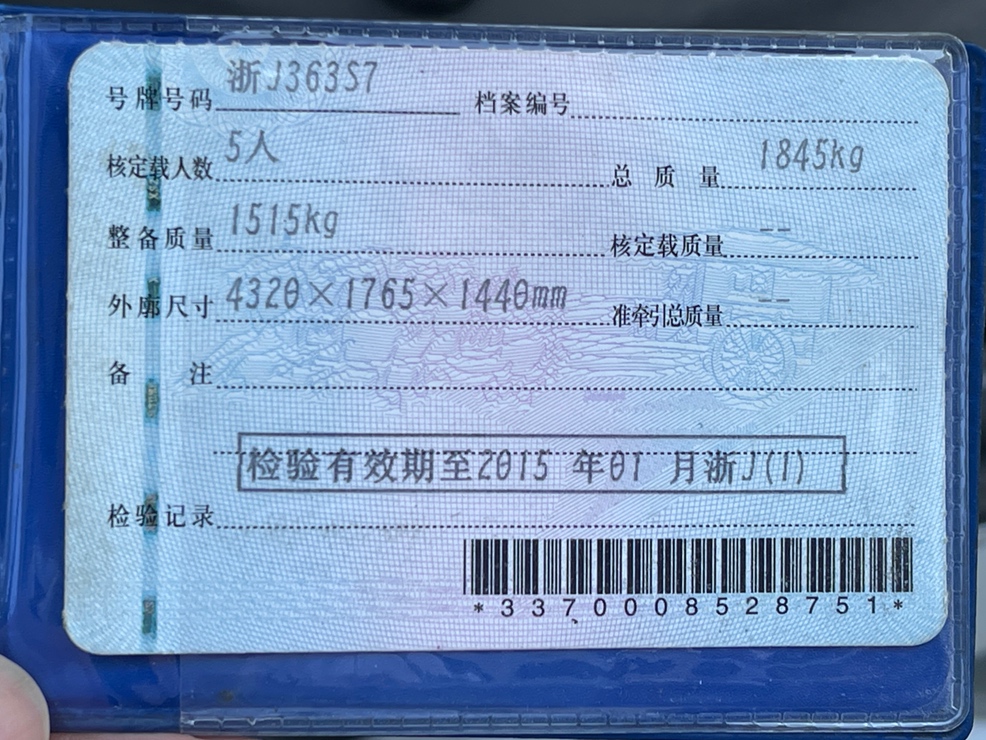 号牌号码 浙J363S7 档案编号
核定载人数 5人 总质量 1845kg
整备质量 1515kg 核定载质量 --
外廓尺寸 4320×1765×1440mm 准牵引总质量 --
备注
检验有效期至2015 年01 月浙J(1)
检验记录
*3370008528751*